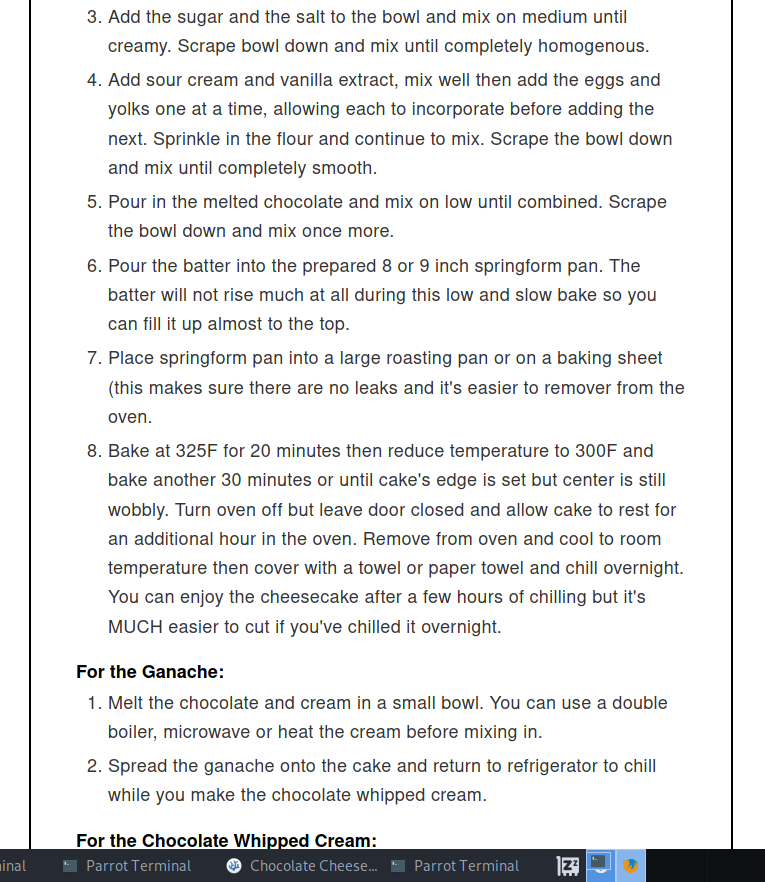 3. Add the sugar and the salt to the bowl and mix on medium until
creamy. Scrape bowl down and mix until completely homogenous.
4. Add sour cream and vanilla extract, mix well then add the eggs and
yolks one at a time, allowing each to incorporate before adding the
next. Sprinkle in the flour and continue to mix. Scrape the bowl down
and mix until completely smooth.
5. Pour in the melted chocolate and mix on low until combined. Scrape
the bowl down and mix once more.
6. Pour the batter into the prepared 8 or 9 inch springform pan. The
batter will not rise much at all during this low and slow bake so you
can fill it up almost to the top.
7. Place springform pan into a large roasting pan or on a baking sheet
(this makes sure there are no leaks and it's easier to remover from the
oven.
8. Bake at 325F for 20 minutes then reduce temperature to 300F and
bake another 30 minutes or until cake's edge is set but center is still
wobbly. Turn oven off but leave door closed and allow cake to rest for
an additional hour in the oven. Remove from oven and cool to room
temperature then cover with a towel or paper towel and chill overnight.
You can enjoy the cheesecake after a few hours of chilling but it's
MUCH easier to cut if you've chilled it overnight.
For the Ganache:
1. Melt the chocolate and cream in a small bowl. You can use a double
boiler, microwave or heat the cream before mixing in.
2. Spread the ganache onto the cake and return to refrigerator to chill
while you make the chocolate whipped cream.
For the Chocolate Whipped Cream:
inal Parrot Terminal Chocolate Cheese... Parrot Terminal